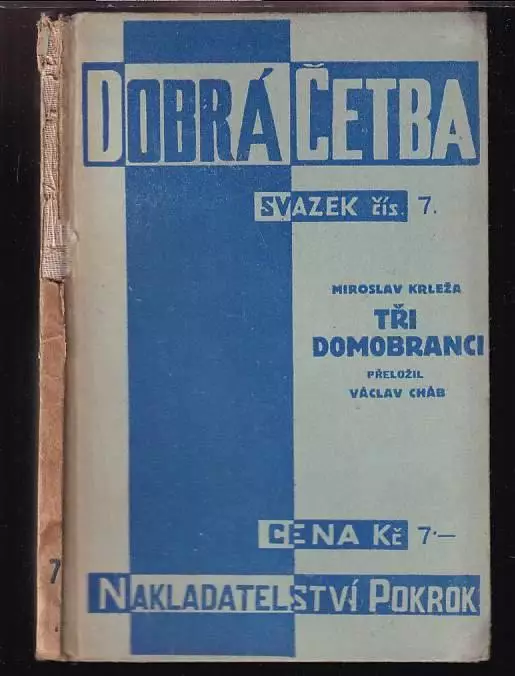 DOBRÁ ČETBA
SVAZEK čís. 7.
MIROSLAV KRLEŽA
TŘI
DOMOBRANCI
PŘELOŽIL
VÁCLAV CHÁB
CENA Kč 7·—
7
NAKLADATELSTVÍ POKROK